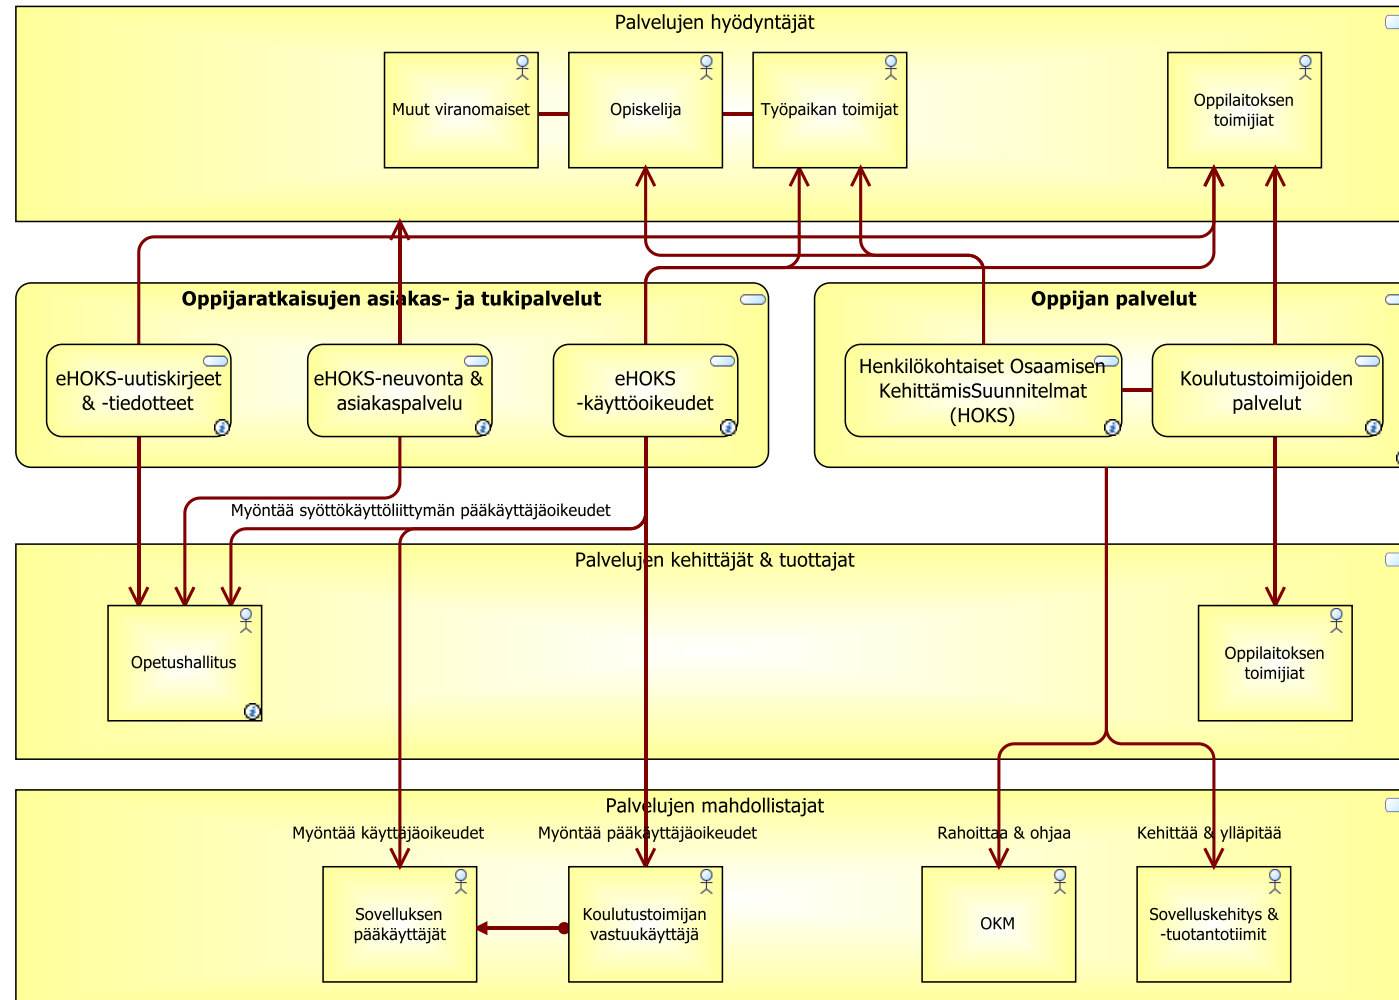 Palvelujen hyödyntäjät
Muut viranomaiset
Opiskelija
Työpaikan toimijat
Oppilaitoksen
toimijiat
Oppijaratkaisujen asiakas- ja tukipalvelut
Oppijan palvelut
eHOKS-uutiskirjeet
& -tiedotteet
eHOKS-neuvonta &
asiakaspalvelu
eHOKS
-käyttöoikeudet
Henkilökohtaiset Osaamisen
KehittämisSuunnitelmat
(HOKS)
Koulutustoimijoiden
palvelut
Myöntää syöttökäyttöliittymän pääkäyttäjäoikeudet
Palvelujen kehittäjät & tuottajat
Opetushallitus
Oppilaitoksen
toimijiat
Palvelujen mahdollistajat
Myöntää käyttäjäoikeudet
Myöntää pääkäyttäjäoikeudet
Rahoittaa & ohjaa
Kehittää & ylläpitää
Sovelluksen
pääkäyttäjät
Koulutustoimijan
vastuukäyttäjä
OKM
Sovelluskehitys &
-tuotantotiimit